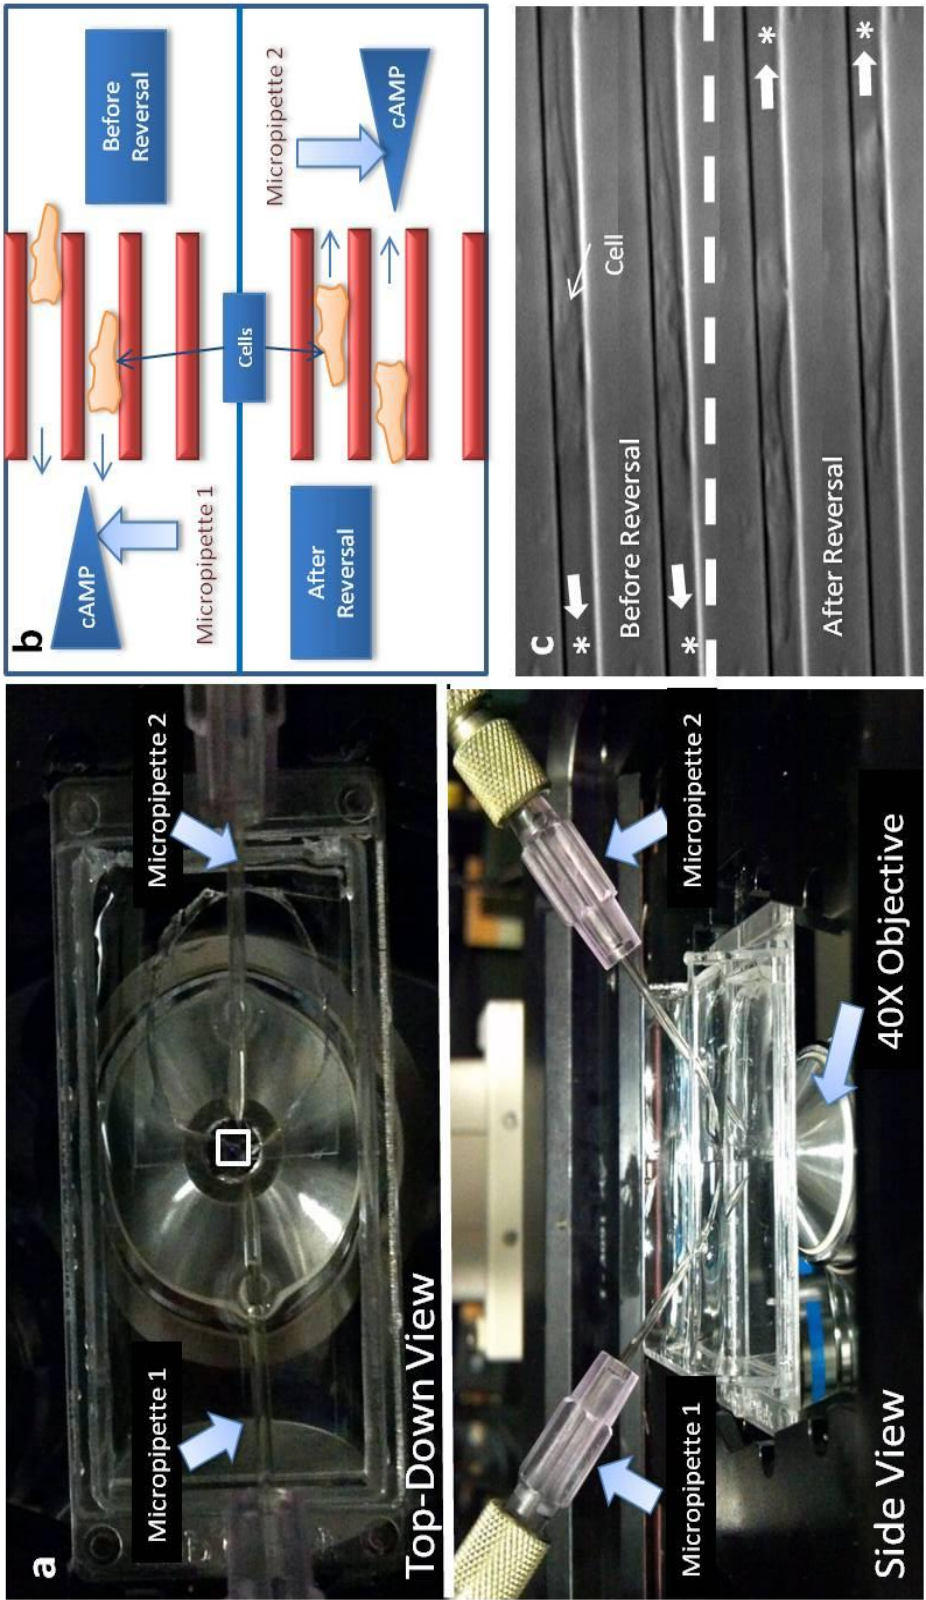 a
Micropipette 1
Micropipette 2
Top-Down View
Micropipette 1
Micropipette 2
40X Objective
Side View
b
cAMP
Micropipette 1
Before
Reversal
Cells
After
Reversal
Micropipette 2
cAMP
c
*
Cell
Before Reversal
*
*
After Reversal
*